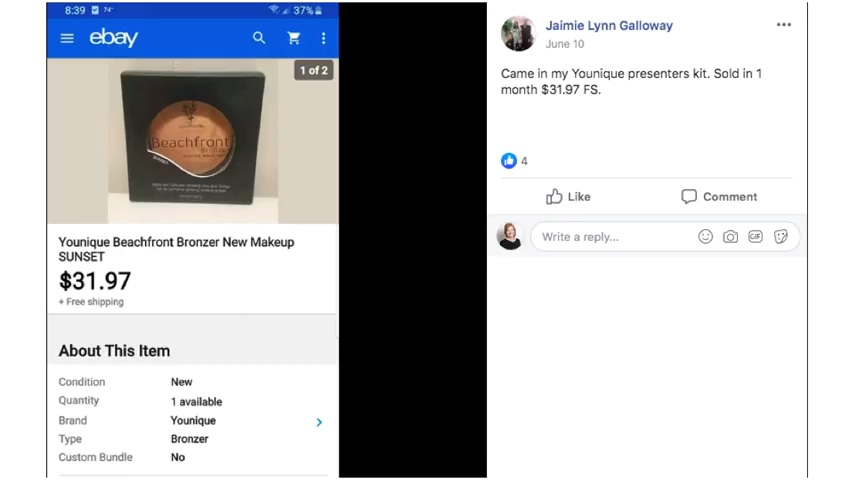 8:39 74° 37%
ebay
1 of 2
Beachfront
Younique Beachfront Bronzer New Makeup
SUNSET
$31.97
+ Free shipping
About This Item
Condition New
Quantity 1 available
Brand Younique
Type Bronzer
Custom Bundle No
Jaimie Lynn Galloway
June 10
Came in my Younique presenters kit. Sold in 1
month $31.97 FS.
4
Like Comment
Write a reply... GIF